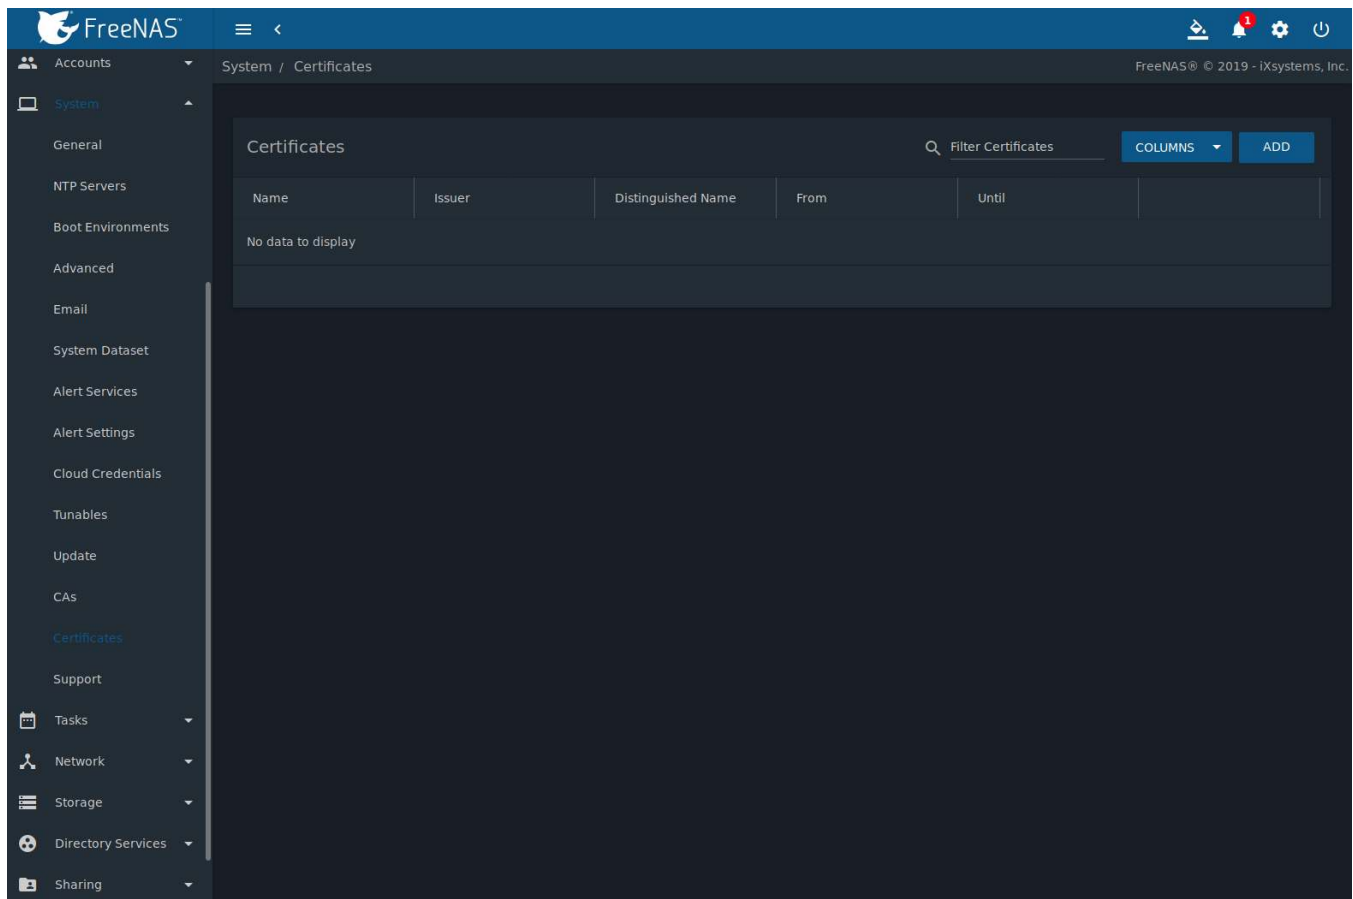 FreeNAS™
1
Accounts
System / Certificates
FreeNAS® © 2019 - iXsystems, Inc.
System
General
NTP Servers
Boot Environments
Advanced
Email
System Dataset
Alert Services
Alert Settings
Cloud Credentials
Tunables
Update
CAs
Certificates
Support
Tasks
Network
Storage
Directory Services
Sharing
Certificates
Filter Certificates
COLUMNS
ADD
Name Issuer Distinguished Name From Until
No data to display